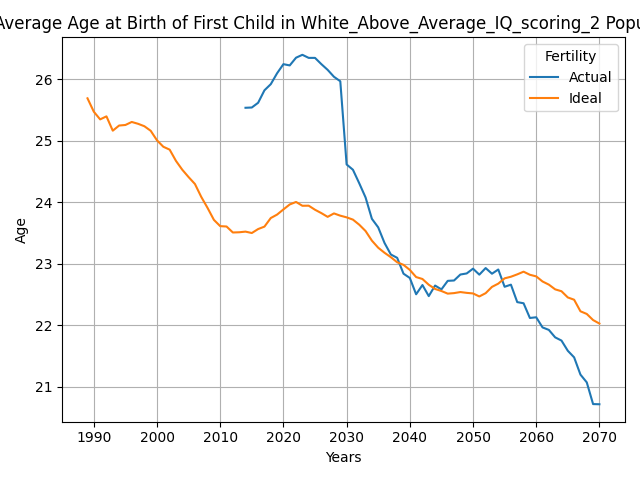 Average Age at Birth of First Child in White_Above_Average_IQ_scoring_2 Popu
Fertility
Actual
Ideal
26
25
24
23
22
21
Age
1990 2000 2010 2020 2030 2040 2050 2060 2070
Years